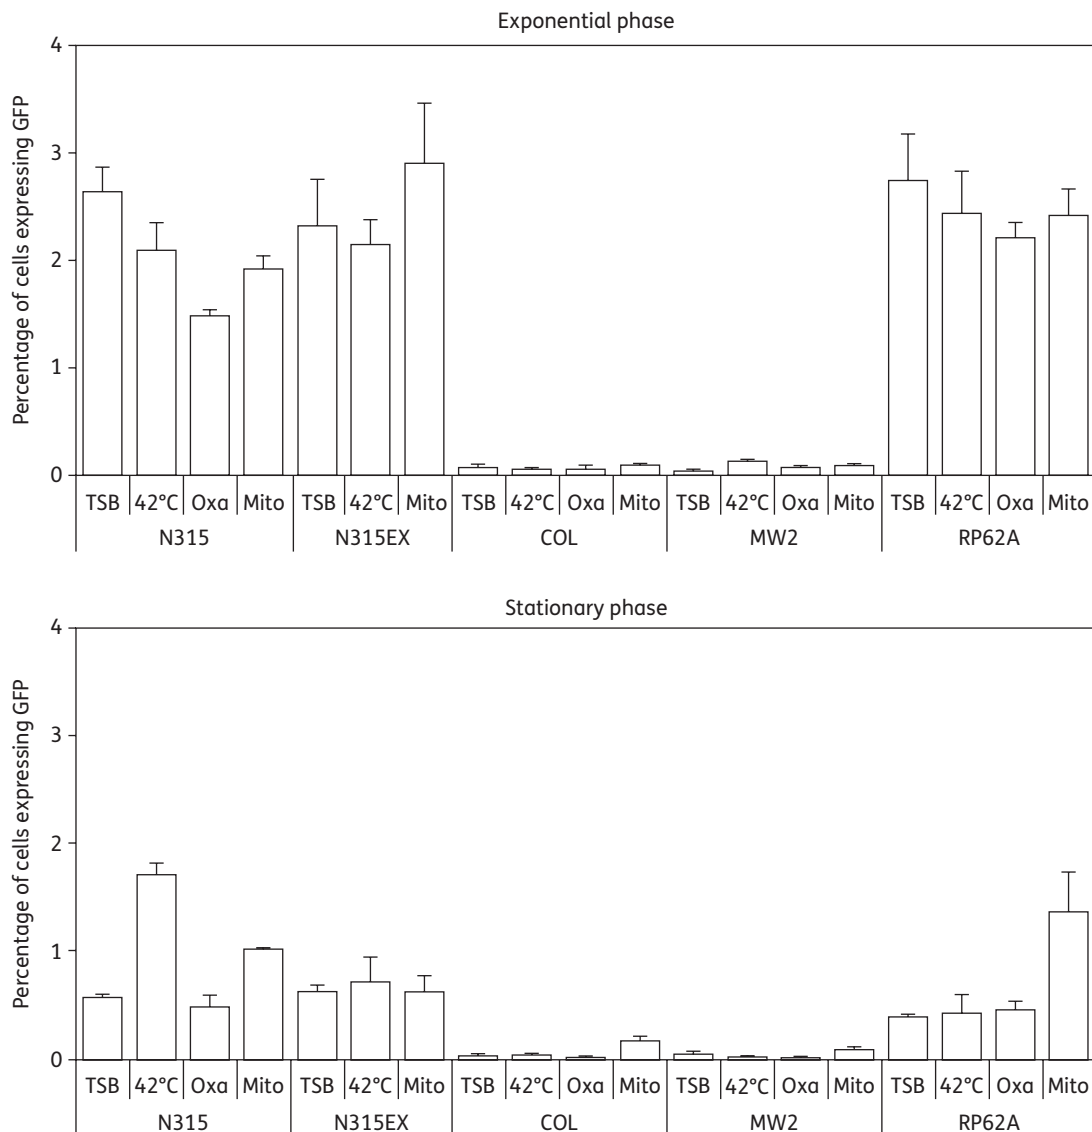 Exponential phase
Percentage of cells expressing GFP
4
3
2
1
0
TSB 42°C Oxa Mito TSB 42°C Mito TSB 42°C Oxa Mito TSB 42°C Oxa Mito TSB 42°C Oxa Mito
N315 N315EX COL MW2 RP62A
Stationary phase
Percentage of cells expressing GFP
4
3
2
1
0
TSB 42°C Oxa Mito TSB 42°C Mito TSB 42°C Oxa Mito TSB 42°C Oxa Mito TSB 42°C Oxa Mito
N315 N315EX COL MW2 RP62A